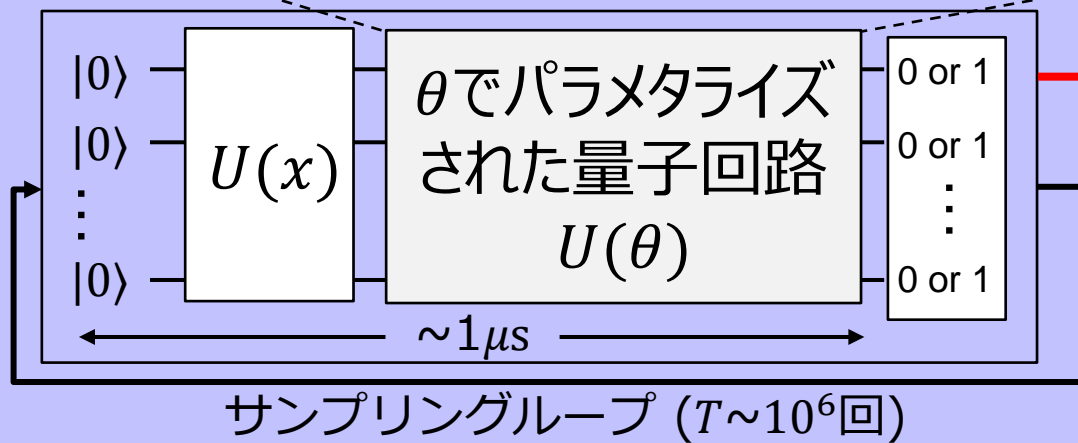 |0⟩ 0 or 1
|0⟩ U(x) θでパラメタライズ 0 or 1
⋮ された量子回路 ⋮
|0⟩ U(θ) 0 or 1
~1μs
サンプリングループ (T~10⁶回)